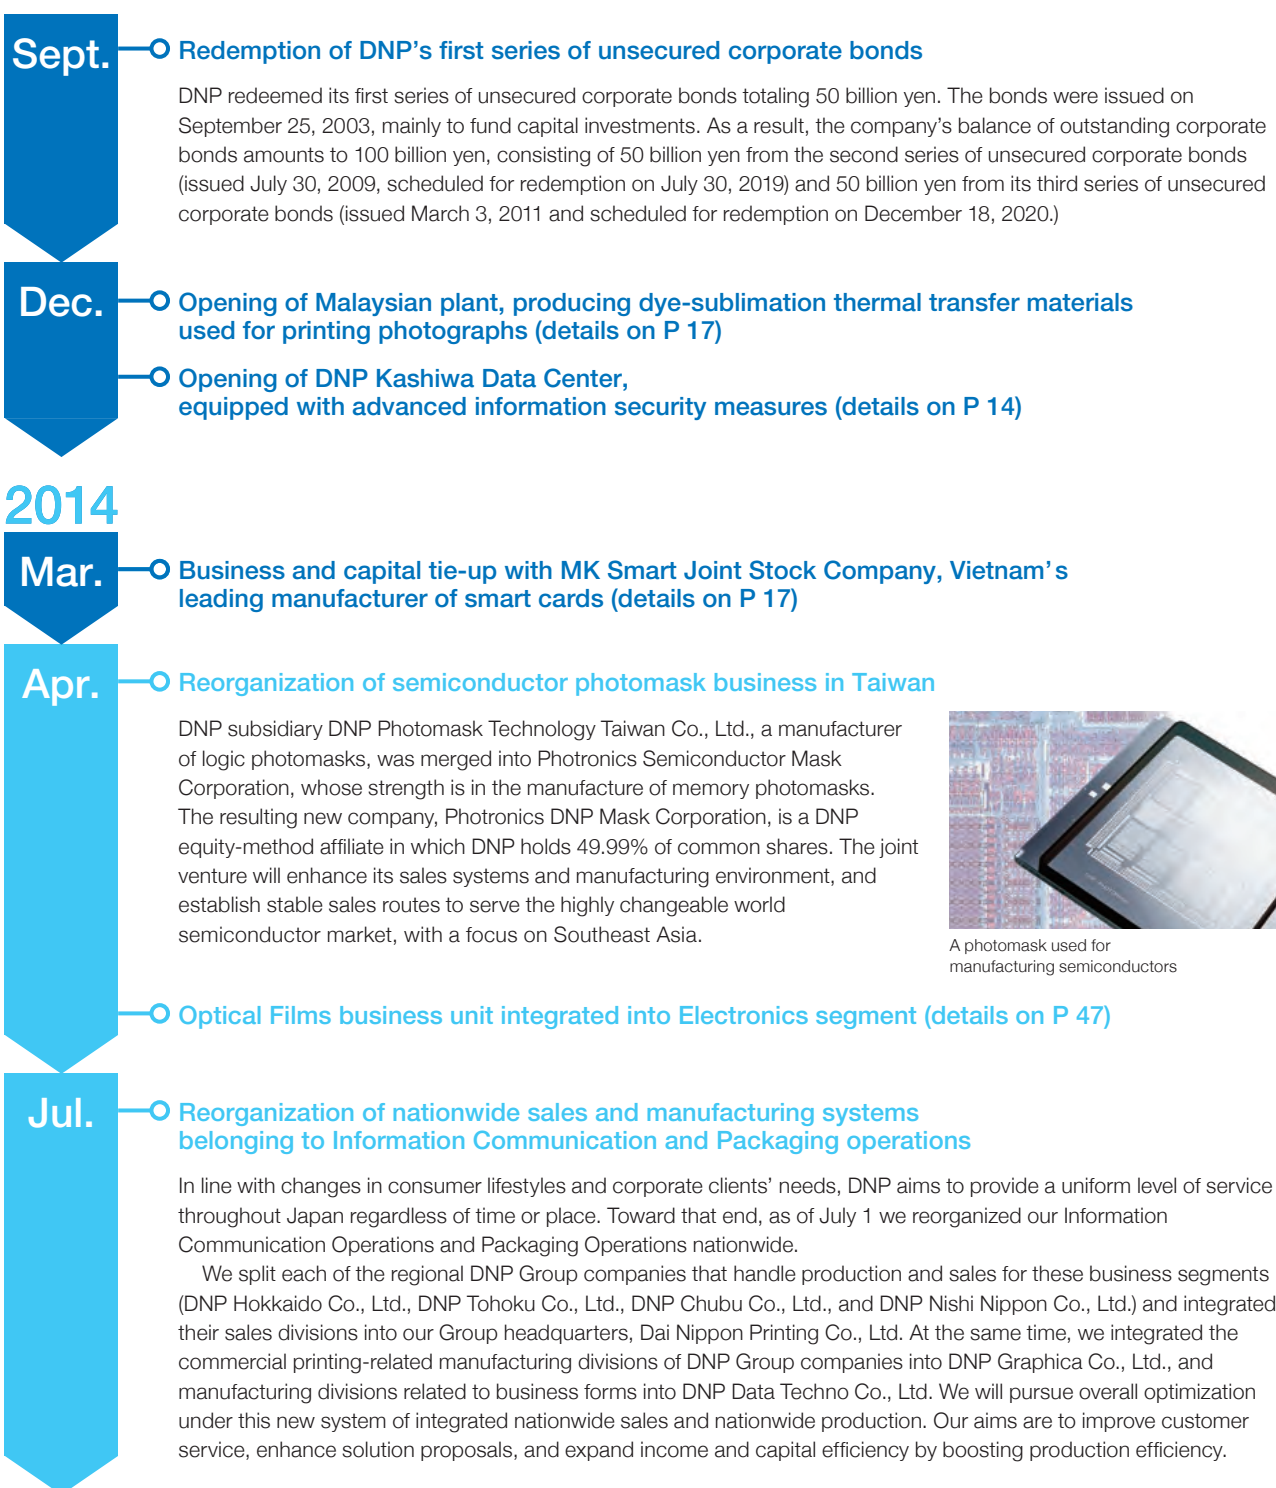 Sept.
Redemption of DNP’s first series of unsecured corporate bonds
DNP redeemed its first series of unsecured corporate bonds totaling 50 billion yen. The bonds were issued on
September 25, 2003, mainly to fund capital investments. As a result, the company’s balance of outstanding corporate
bonds amounts to 100 billion yen, consisting of 50 billion yen from the second series of unsecured corporate bonds
(issued July 30, 2009, scheduled for redemption on July 30, 2019) and 50 billion yen from its third series of unsecured
corporate bonds (issued March 3, 2011 and scheduled for redemption on December 18, 2020.)
Dec.
Opening of Malaysian plant, producing dye-sublimation thermal transfer materials
used for printing photographs (details on P 17)
Opening of DNP Kashiwa Data Center,
equipped with advanced information security measures (details on P 14)
2014
Mar.
Business and capital tie-up with MK Smart Joint Stock Company, Vietnam’s
leading manufacturer of smart cards (details on P 17)
Apr.
Reorganization of semiconductor photomask business in Taiwan
DNP subsidiary DNP Photomask Technology Taiwan Co., Ltd., a manufacturer
of logic photomasks, was merged into Photronics Semiconductor Mask
Corporation, whose strength is in the manufacture of memory photomasks.
The resulting new company, Photronics DNP Mask Corporation, is a DNP
equity-method affiliate in which DNP holds 49.99% of common shares. The joint
venture will enhance its sales systems and manufacturing environment, and
establish stable sales routes to serve the highly changeable world
semiconductor market, with a focus on Southeast Asia.
A photomask used for
manufacturing semiconductors
Optical Films business unit integrated into Electronics segment (details on P 47)
Jul.
Reorganization of nationwide sales and manufacturing systems
belonging to Information Communication and Packaging operations
In line with changes in consumer lifestyles and corporate clients’ needs, DNP aims to provide a uniform level of service
throughout Japan regardless of time or place. Toward that end, as of July 1 we reorganized our Information
Communication Operations and Packaging Operations nationwide.
We split each of the regional DNP Group companies that handle production and sales for these business segments
(DNP Hokkaido Co., Ltd., DNP Tohoku Co., Ltd., DNP Chubu Co., Ltd., and DNP Nishi Nippon Co., Ltd.) and integrated
their sales divisions into our Group headquarters, Dai Nippon Printing Co., Ltd. At the same time, we integrated the
commercial printing-related manufacturing divisions of DNP Group companies into DNP Graphica Co., Ltd., and
manufacturing divisions related to business forms into DNP Data Techno Co., Ltd. We will pursue overall optimization
under this new system of integrated nationwide sales and nationwide production. Our aims are to improve customer
service, enhance solution proposals, and expand income and capital efficiency by boosting production efficiency.